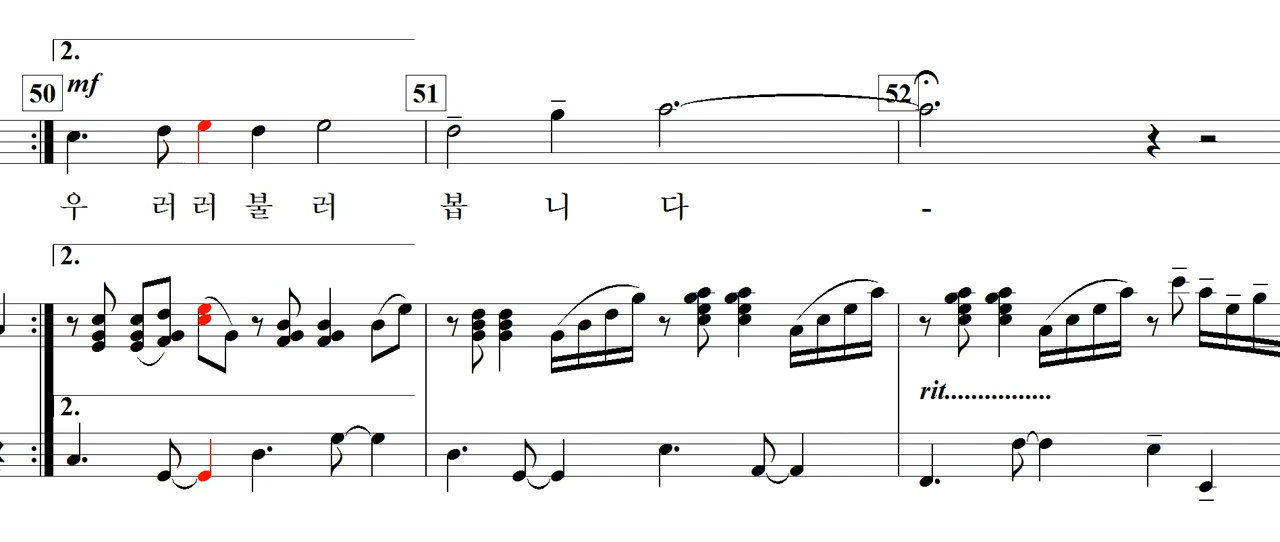 2.
50 mf 51 52
우 러 러 불 러 봅 니 다 -
2.
rit................
2.